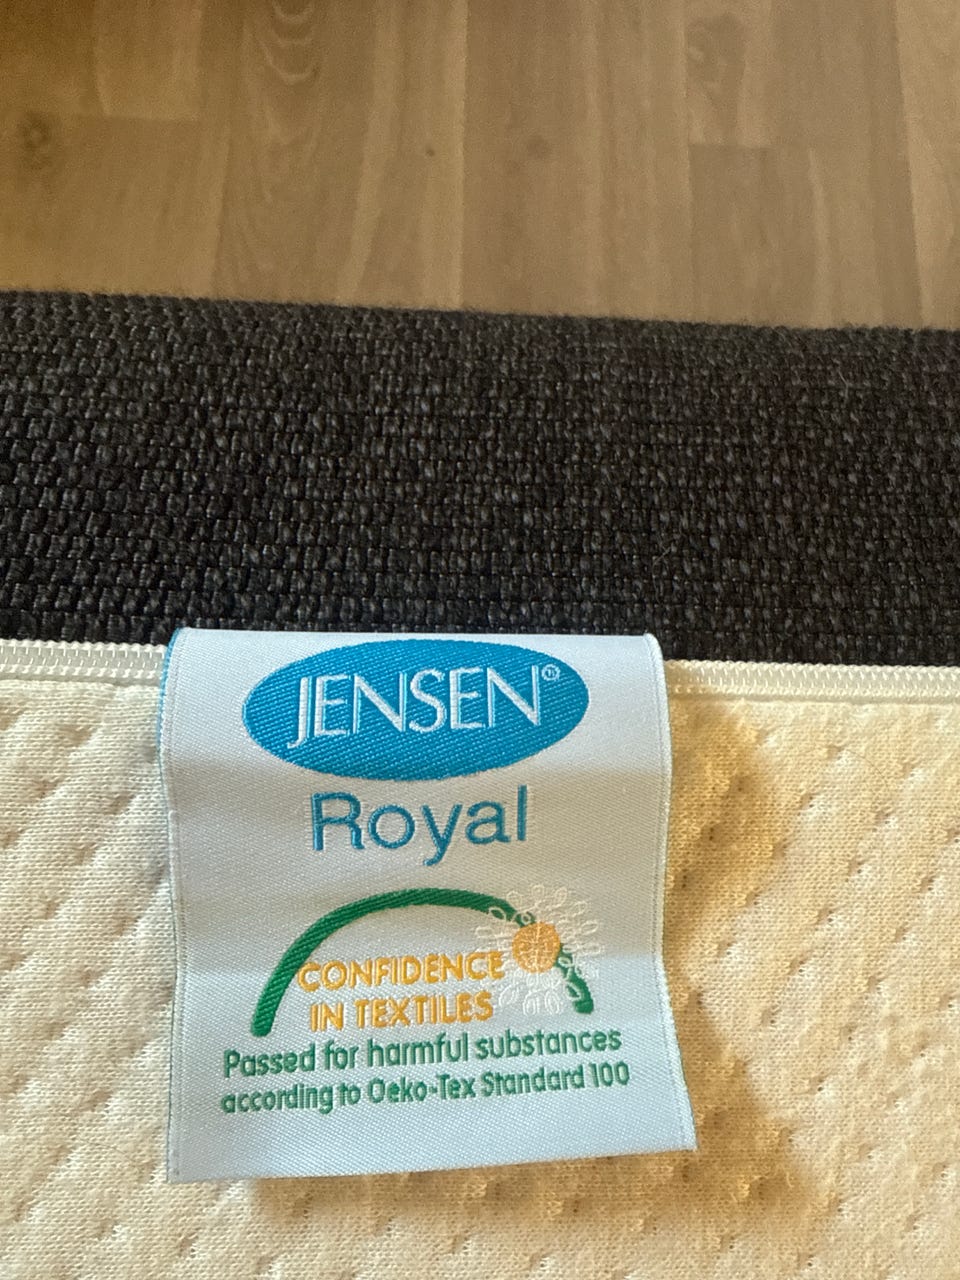 JENSEN®
Royal
CONFIDENCE
IN TEXTILES
Passed for harmful substances
according to Oeko-Tex Standard 100